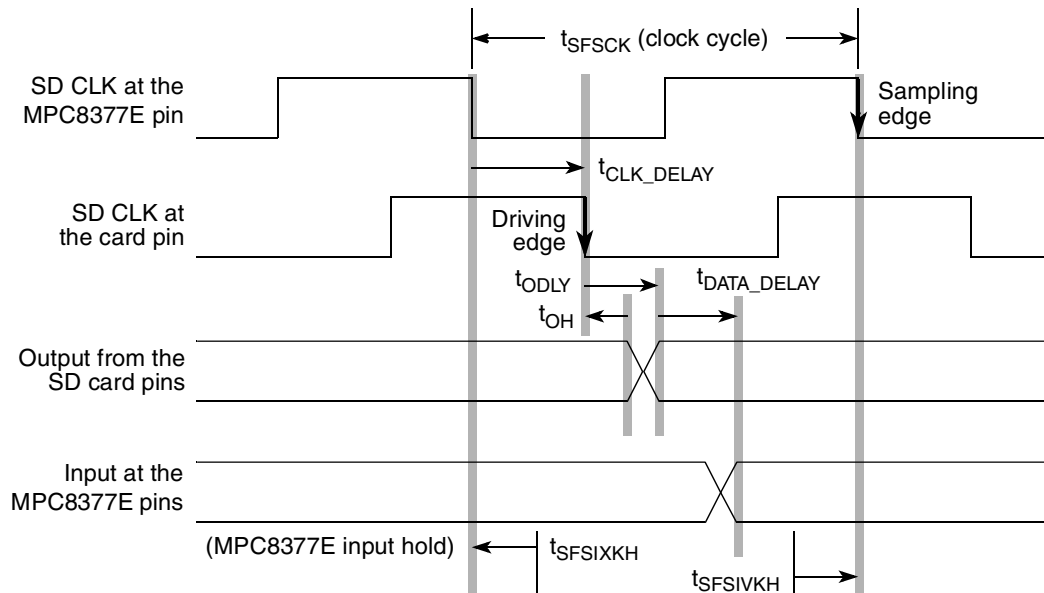 tSFSCK (clock cycle)
SD CLK at the
MPC8377E pin
Sampling
edge
tCLK_DELAY
SD CLK at
the card pin
Driving
edge
tODLY
tDATA_DELAY
tOH
Output from the
SD card pins
Input at the
MPC8377E pins
(MPC8377E input hold)
tSFSIXKH
tSFSIVKH